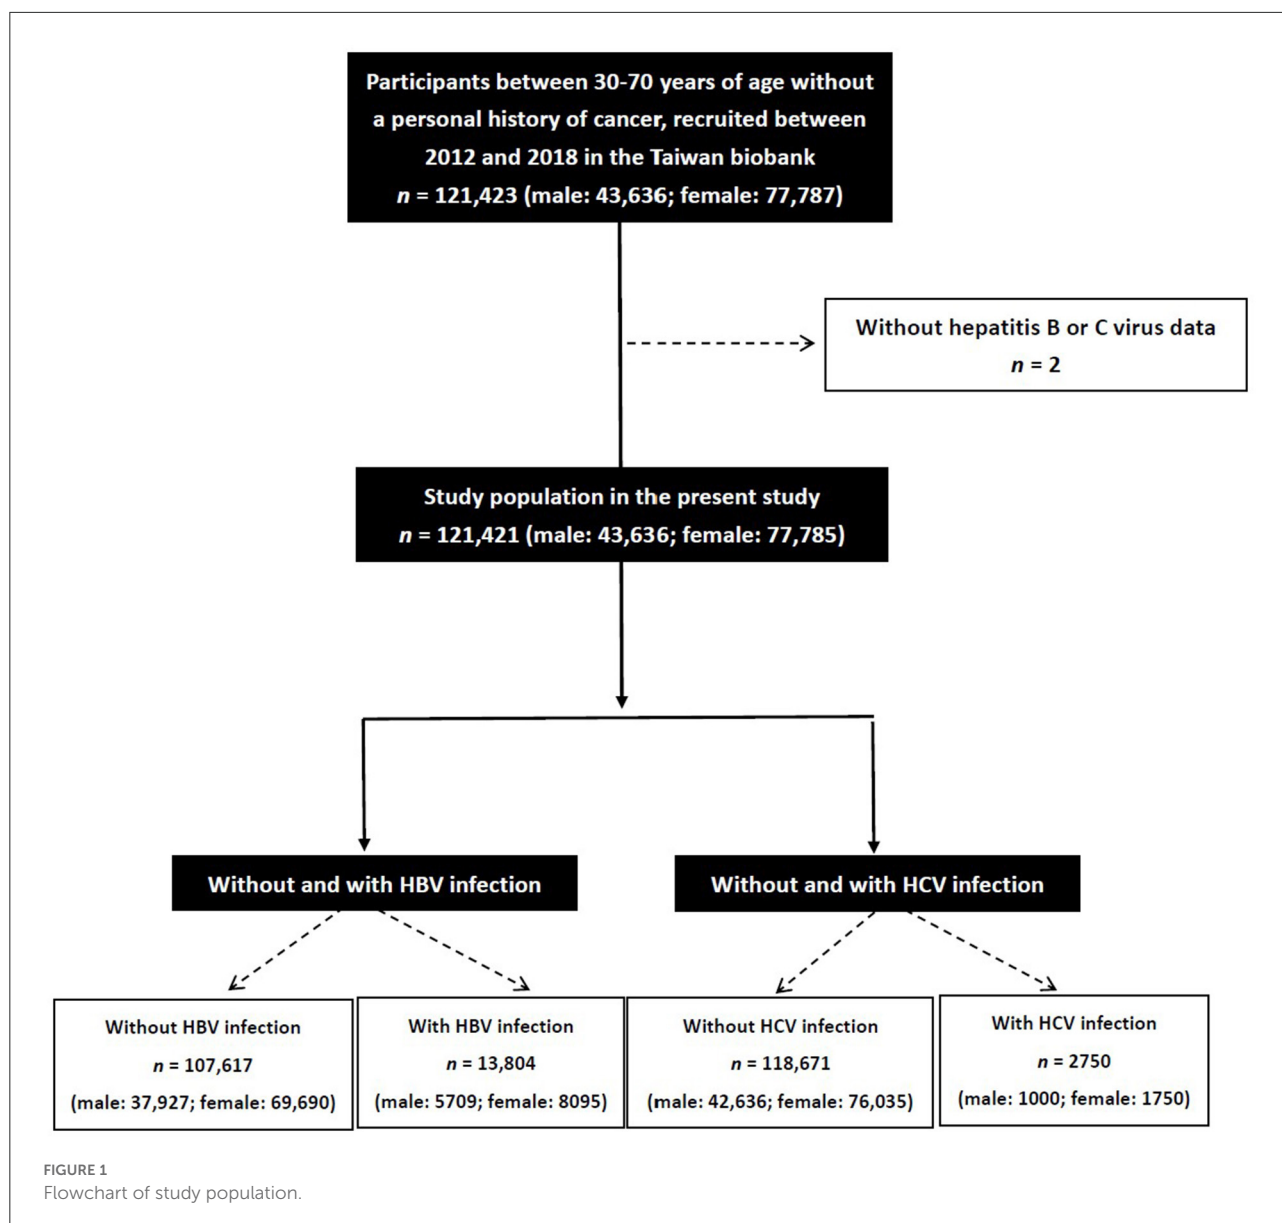 Participants between 30-70 years of age without
a personal history of cancer, recruited between
2012 and 2018 in the Taiwan biobank
n = 121,423 (male: 43,636; female: 77,787)
Without hepatitis B or C virus data
n = 2
Study population in the present study
n = 121,421 (male: 43,636; female: 77,785)
Without and with HBV infection
Without and with HCV infection
Without HBV infection
n = 107,617
(male: 37,927; female: 69,690)
With HBV infection
n = 13,804
(male: 5709; female: 8095)
Without HCV infection
n = 118,671
(male: 42,636; female: 76,035)
With HCV infection
n = 2750
(male: 1000; female: 1750)
FIGURE 1
Flowchart of study population.